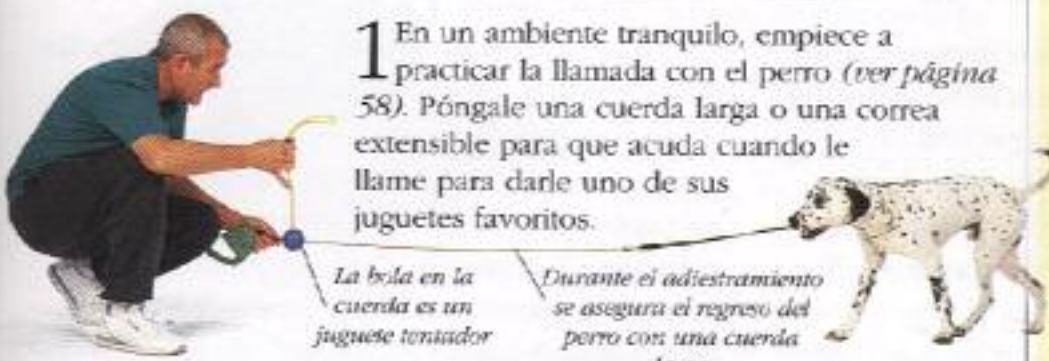 1 En un ambiente tranquilo, empiece a
practicar la llamada con el perro (ver página
58). Póngale una cuerda larga o una correa
extensible para que acuda cuando le
llame para darle uno de sus
juguetes favoritos.
La bola en la
cuerda es un
juguete tentador
Durante el adiestramiento
se asegura el regreso del
perro con una cuerda